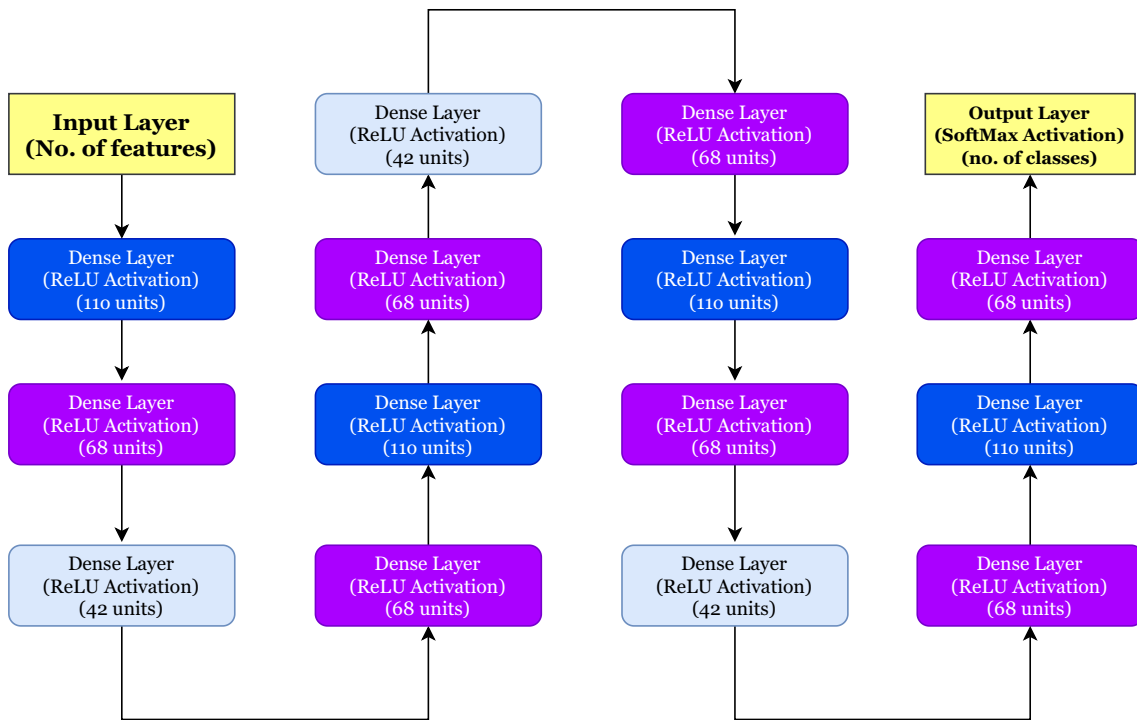 Input Layer
(No. of features)
Dense Layer
(ReLU Activation)
(110 units)
Dense Layer
(ReLU Activation)
(68 units)
Dense Layer
(ReLU Activation)
(42 units)
Dense Layer
(ReLU Activation)
(68 units)
Dense Layer
(ReLU Activation)
(110 units)
Dense Layer
(ReLU Activation)
(68 units)
Dense Layer
(ReLU Activation)
(42 units)
Dense Layer
(ReLU Activation)
(68 units)
Dense Layer
(ReLU Activation)
(110 units)
Dense Layer
(ReLU Activation)
(68 units)
Dense Layer
(ReLU Activation)
(42 units)
Dense Layer
(ReLU Activation)
(68 units)
Dense Layer
(ReLU Activation)
(110 units)
Dense Layer
(ReLU Activation)
(68 units)
Output Layer
(SoftMax Activation)
(no. of classes)